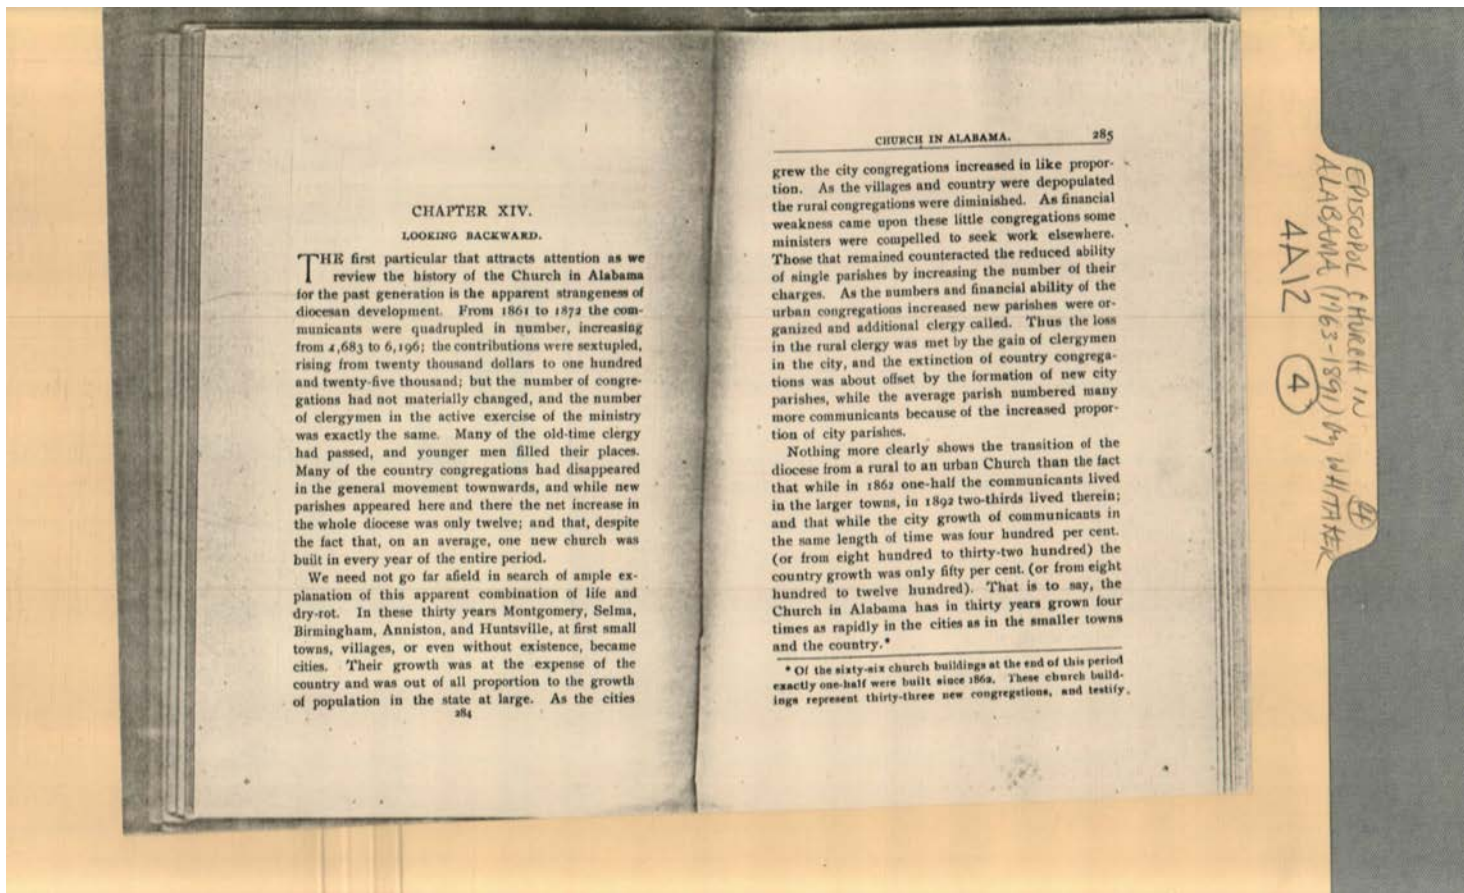 CHAPTER XIV.
LOOKING BACKWARD.
THE first particular that attracts attention as we
review the history of the Church in Alabama
for the past generation is the apparent strangeness of
diocesan development. From 1861 to 1872 the com-
municants were quadrupled in number, increasing
from 1,683 to 6,196; the contributions were sextupled,
rising from twenty thousand dollars to one hundred
and twenty-five thousand; but the number of congre-
gations had not materially changed, and the number
of clergymen in the active exercise of the ministry
was exactly the same. Many of the old-time clergy
had passed, and younger men filled their places.
Many of the country congregations had disappeared
in the general movement townwards, and while new
parishes appeared here and there the net increase in
the whole diocese was only twelve; and that, despite
the fact that, on an average, one new church was
built in every year of the entire period.
We need not go far afield in search of ample ex-
planation of this apparent combination of life and
dry-rot. In these thirty years Montgomery, Selma,
Birmingham, Anniston, and Huntsville, at first small
towns, villages, or even without existence, became
cities. Their growth was at the expense of the
country and was out of all proportion to the growth
of population in the state at large. As the cities
284
CHURCH IN ALABAMA. 285
grew the city congregations increased in like propor-
tion. As the villages and country were depopulated
the rural congregations were diminished. As financial
weakness came upon these little congregations some
ministers were compelled to seek work elsewhere.
Those that remained counteracted the reduced ability
of single parishes by increasing the number of their
charges. As the numbers and financial ability of the
urban congregations increased new parishes were or-
ganized and additional clergy called. Thus the loss
in the rural clergy was met by the gain of clergymen
in the city, and the extinction of country congrega-
tions was about offset by the formation of new city
parishes, while the average parish numbered many
more communicants because of the increased propor-
tion of city parishes.
Nothing more clearly shows the transition of the
diocese from a rural to an urban Church than the fact
that while in 1862 one-half the communicants lived
in the larger towns, in 1892 two-thirds lived therein;
and that while the city growth of communicants in
the same length of time was four hundred per cent.
(or from eight hundred to thirty-two hundred) the
country growth was only fifty per cent. (or from eight
hundred to twelve hundred). That is to say, the
Church in Alabama has in thirty years grown four
times as rapidly in the cities as in the smaller towns
and the country.*
* Of the sixty-six church buildings at the end of this period
exactly one-half were built since 1862. These church build-
ings represent thirty-three new congregations, and testify
EPISCOPOL CHURCH IN
ALABAMA (1763-1891) by WHITAKER
4A12
4